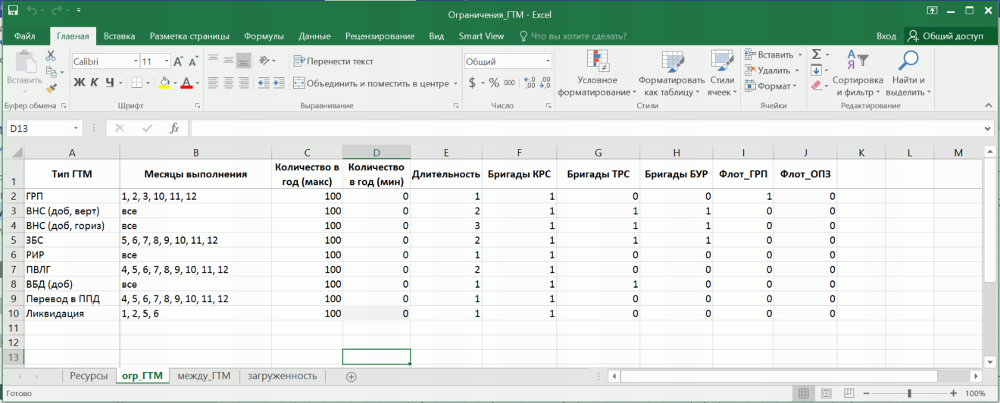 Ограничения_ГТМ - Excel
Файл Главная Вставка Разметка страницы Формулы Данные Рецензирование Вид Smart View Что вы хотите сделать? Вход Общий доступ
Вставить
Calibri 11
Ж К Ч
А
Перенести текст
Объединить и поместить в центре
Общий
$ % 000
Условное форматирование
Форматировать как таблицу
Стили ячеек
Вставить
Удалить
Формат
Сортировка и фильтр
Найти и выделить
Буфер обмена Шрифт Выравнивание Число Стили Ячейки Редактирование
D13 fx
A B C D E F G H I J K L M
1 Тип ГТМ Месяцы выполнения Количество в год (макс) Количество в год (мин) Длительность Бригады КРС Бригады ТРС Бригады БУР Флот_ГРП Флот_ОПЗ
2 ГРП 1, 2, 3, 10, 11, 12 100 0 1 1 0 0 1 0
3 ВНС (доб, верт) все 100 0 2 1 1 1 0 0
4 ВНС (доб, гориз) все 100 0 3 1 1 1 0 0
5 ЗБС 5, 6, 7, 8, 9, 10, 11, 12 100 0 2 1 1 1 0 0
6 РИР все 100 0 1 1 0 0 0 0
7 ПВЛГ 4, 5, 6, 7, 8, 9, 10, 11, 12 100 0 2 1 0 0 0 0
8 ВБД (доб) все 100 0 1 1 1 0 0 0
9 Перевод в ППД 4, 5, 6, 7, 8, 9, 10, 11, 12 100 0 1 1 0 0 0 0
10 Ликвидация 1, 2, 5, 6 100 0 1 1 0 0 0 0
11
12
13
Ресурсы огр_ГТМ между_ГТМ загруженность
Готово 100%